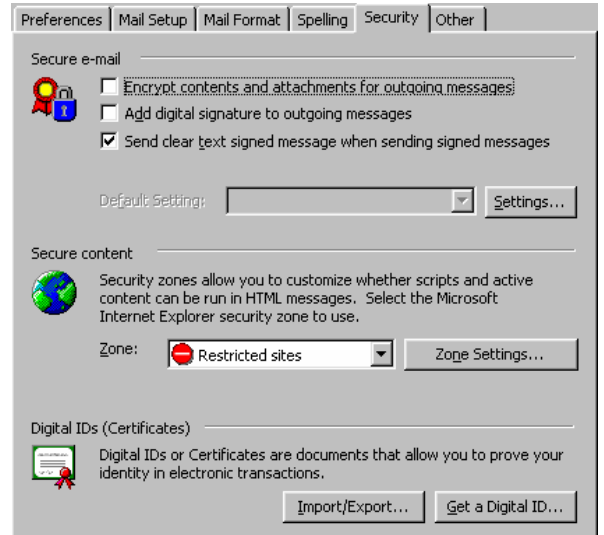 Preferences Mail Setup Mail Format Spelling Security Other
Secure e-mail
Encrypt contents and attachments for outgoing messages
Add digital signature to outgoing messages
Send clear text signed message when sending signed messages
Default Setting: Settings...
Secure content
Security zones allow you to customize whether scripts and active
content can be run in HTML messages. Select the Microsoft
Internet Explorer security zone to use.
Zone: Restricted sites Zone Settings...
Digital IDs (Certificates)
Digital IDs or Certificates are documents that allow you to prove your
identity in electronic transactions.
Import/Export... Get a Digital ID...